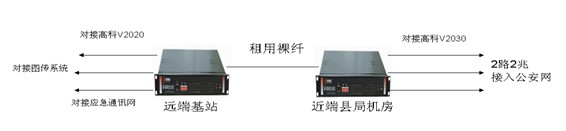 对接高科V2020
对接图传系统
对接应急通讯网
远端基站
租用裸纤
近端县局机房
对接高科V2030
2路2兆
接入公安网